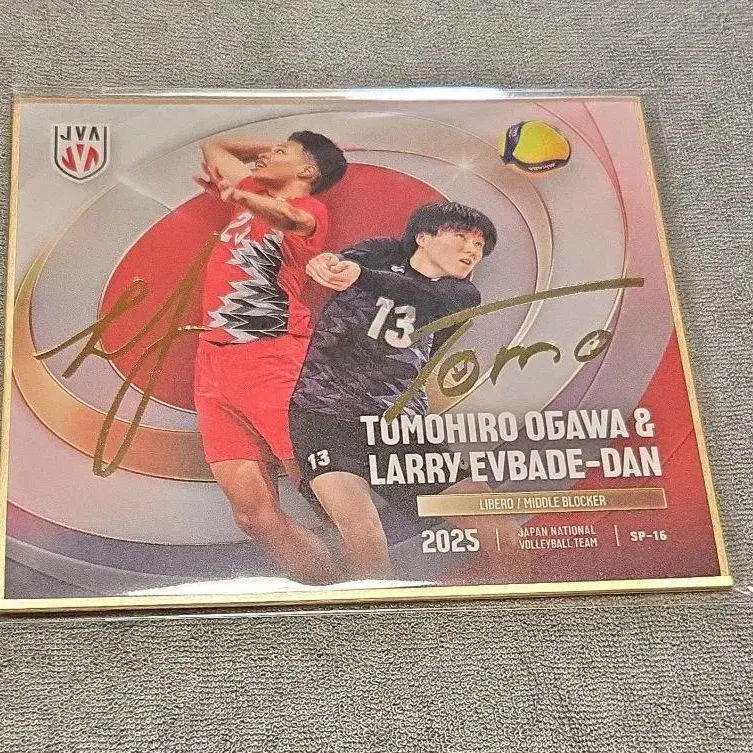 JVA
MIKASA
13
Tomo
13
TOMOHIRO OGAWA &
LARRY EVBADE-DAN
LIBERO / MIDDLE BLOCKER
2025 | JAPAN NATIONAL VOLLEYBALL TEAM | SP-16